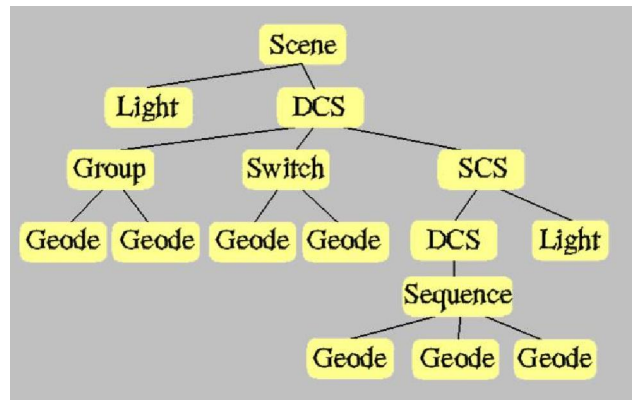 Scene
Light DCS
Group Switch SCS
Geode Geode Geode Geode DCS Light
Sequence
Geode Geode Geode